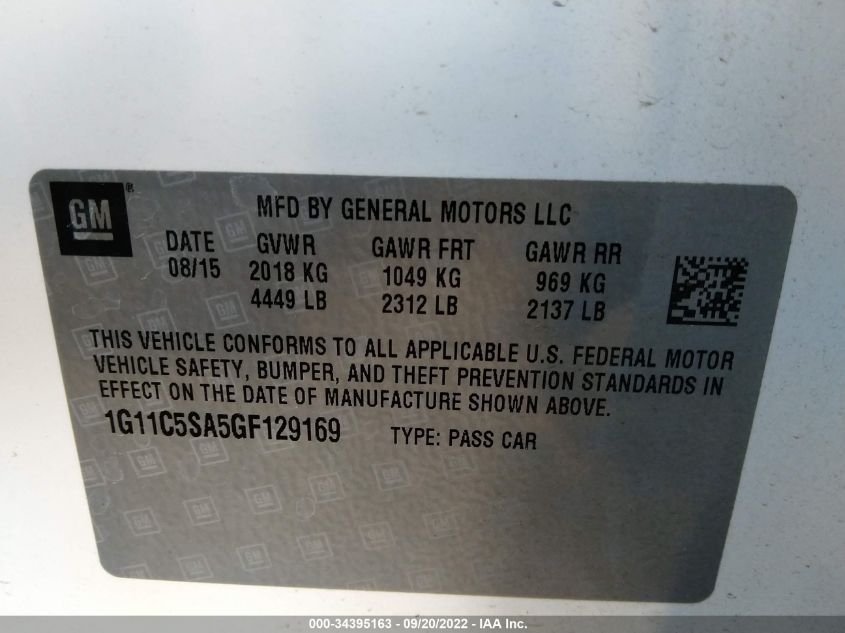 GM ®
MFD BY GENERAL MOTORS LLC
DATE GVWR GAWR FRT GAWR RR
08/15 2018 KG 1049 KG 969 KG
4449 LB 2312 LB 2137 LB
THIS VEHICLE CONFORMS TO ALL APPLICABLE U.S. FEDERAL MOTOR
VEHICLE SAFETY, BUMPER, AND THEFT PREVENTION STANDARDS IN
EFFECT ON THE DATE OF MANUFACTURE SHOWN ABOVE.
1G11C5SA5GF129169 TYPE: PASS CAR
000-34395163 - 09/20/2022 - IAA Inc.